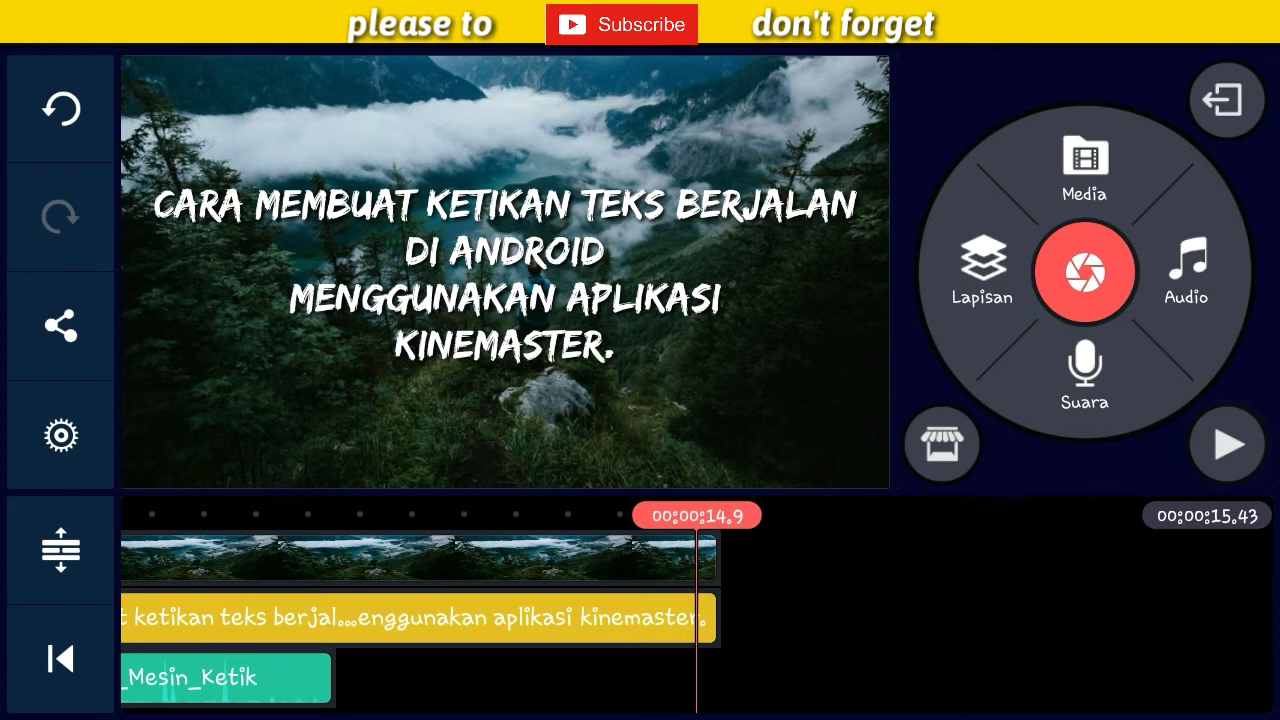 please to
Subscribe
don't forget
CARA MEMBUAT KETIKAN TEKS BERJALAN
DI ANDROID
MENGGUNAKAN APLIKASI
KINEMASTER.
Media
Lapisan
Audio
Suara
00:00:14.9
00:00:15.43
t ketikan teks berjal...enggunakan aplikasi kinemaster.
_Mesin_Ketik